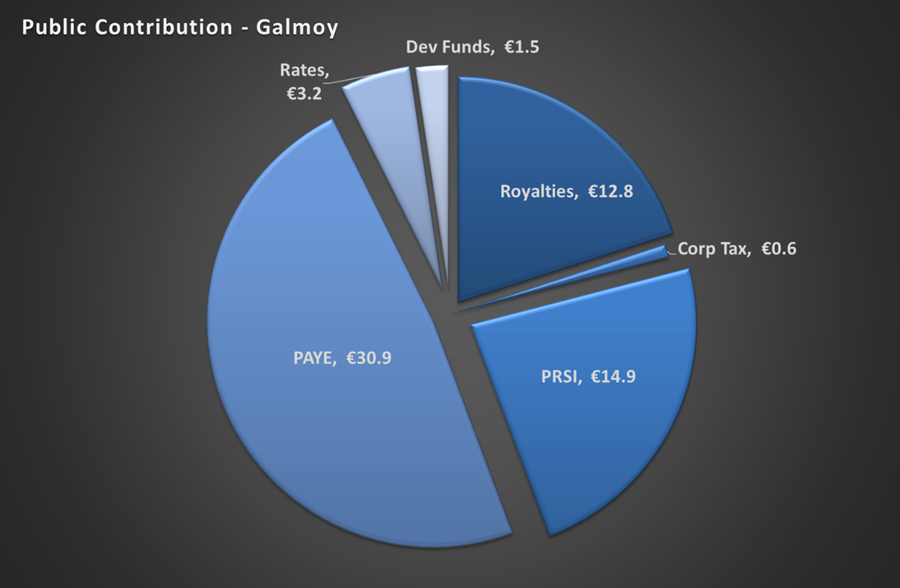 Public Contribution - Galmoy
Dev Funds, €1.5
Rates,
€3.2
Royalties, €12.8
Corp Tax, €0.6
PAYE, €30.9
PRSI, €14.9